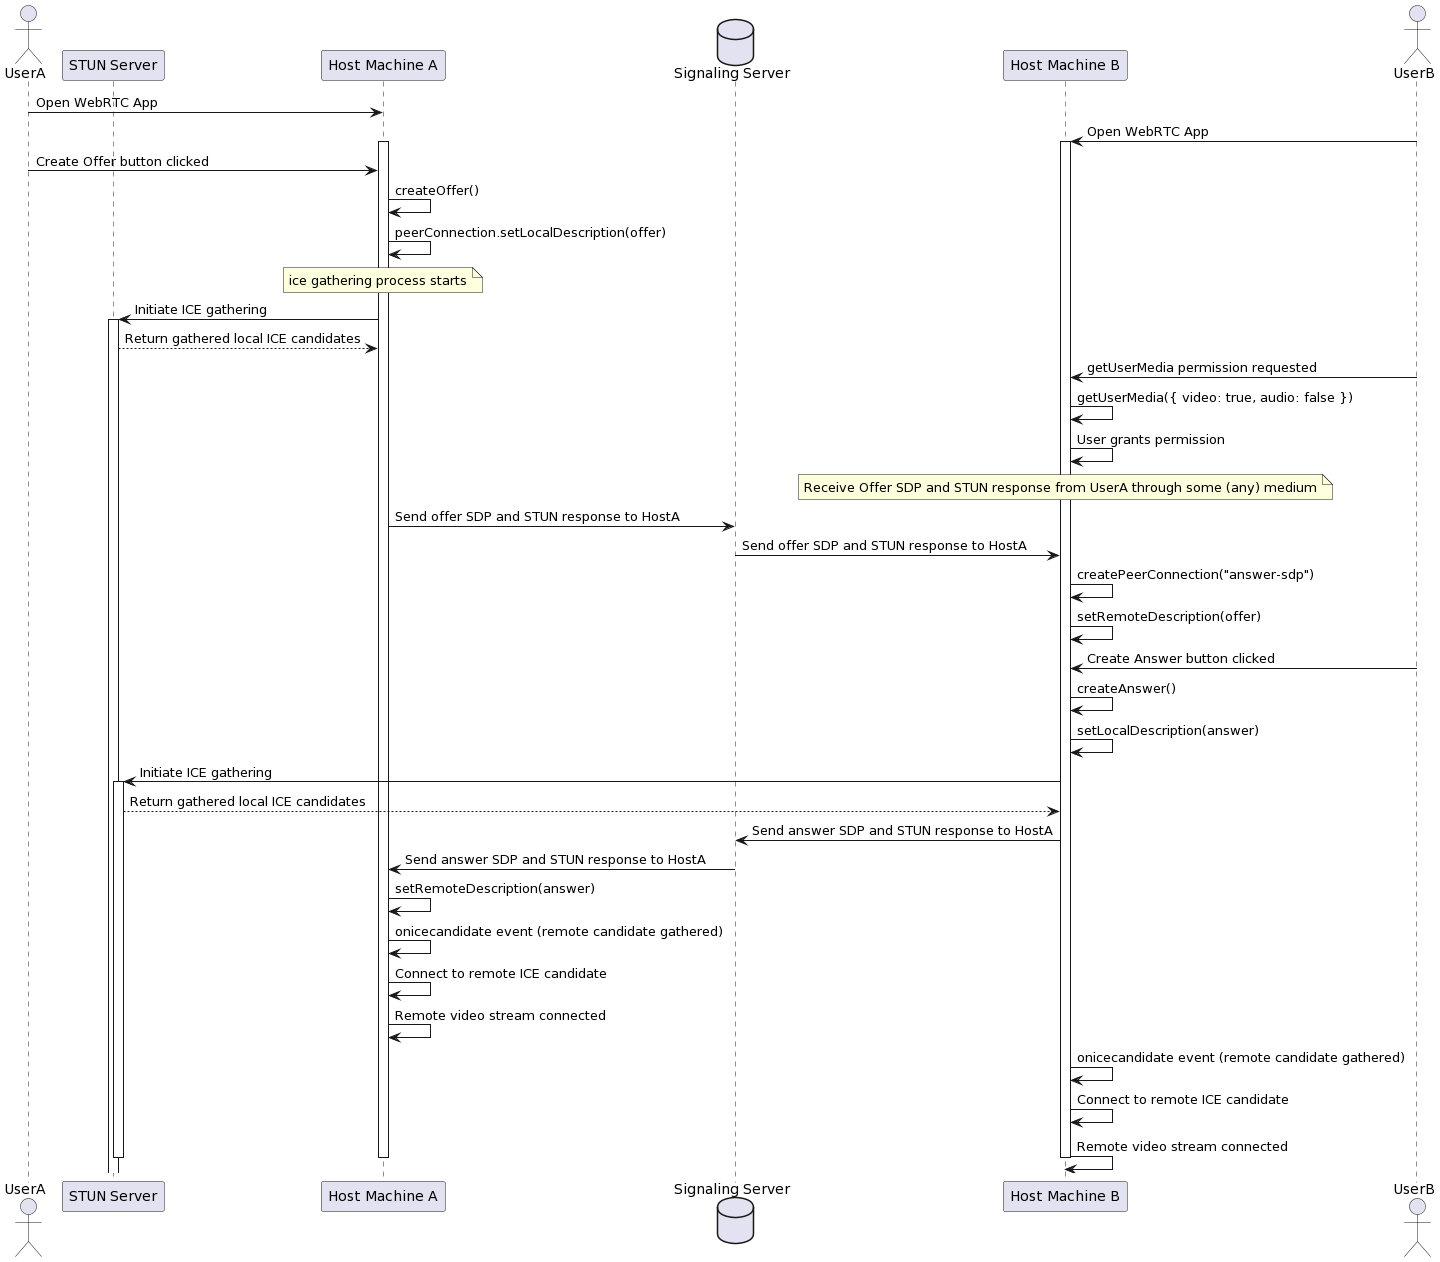 UserA
STUN Server
Host Machine A
Signaling Server
Host Machine B
UserB
Open WebRTC App
Open WebRTC App
Create Offer button clicked
createOffer()
peerConnection.setLocalDescription(offer)
ice gathering process starts
Initiate ICE gathering
Return gathered local ICE candidates
getUserMedia permission requested
getUserMedia({ video: true, audio: false })
User grants permission
Receive Offer SDP and STUN response from UserA through some (any) medium
Send offer SDP and STUN response to HostA
Send offer SDP and STUN response to HostA
createPeerConnection("answer-sdp")
setRemoteDescription(offer)
Create Answer button clicked
createAnswer()
setLocalDescription(answer)
Initiate ICE gathering
Return gathered local ICE candidates
Send answer SDP and STUN response to HostA
Send answer SDP and STUN response to HostA
setRemoteDescription(answer)
onicecandidate event (remote candidate gathered)
Connect to remote ICE candidate
Remote video stream connected
onicecandidate event (remote candidate gathered)
Connect to remote ICE candidate
Remote video stream connected
UserA
STUN Server
Host Machine A
Signaling Server
Host Machine B
UserB